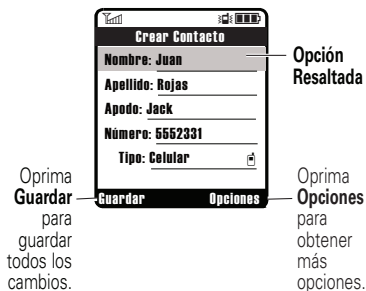 Crear Contacto
Nombre: Juan
Apellido: Rojas
Apodo: Jack
Número: 5552331
Tipo: Celular
Guardar Opciones
Opción
Resaltada
Oprima
Guardar
para
guardar
todos los
cambios.
Oprima
Opciones
para
obtener
más
opciones.